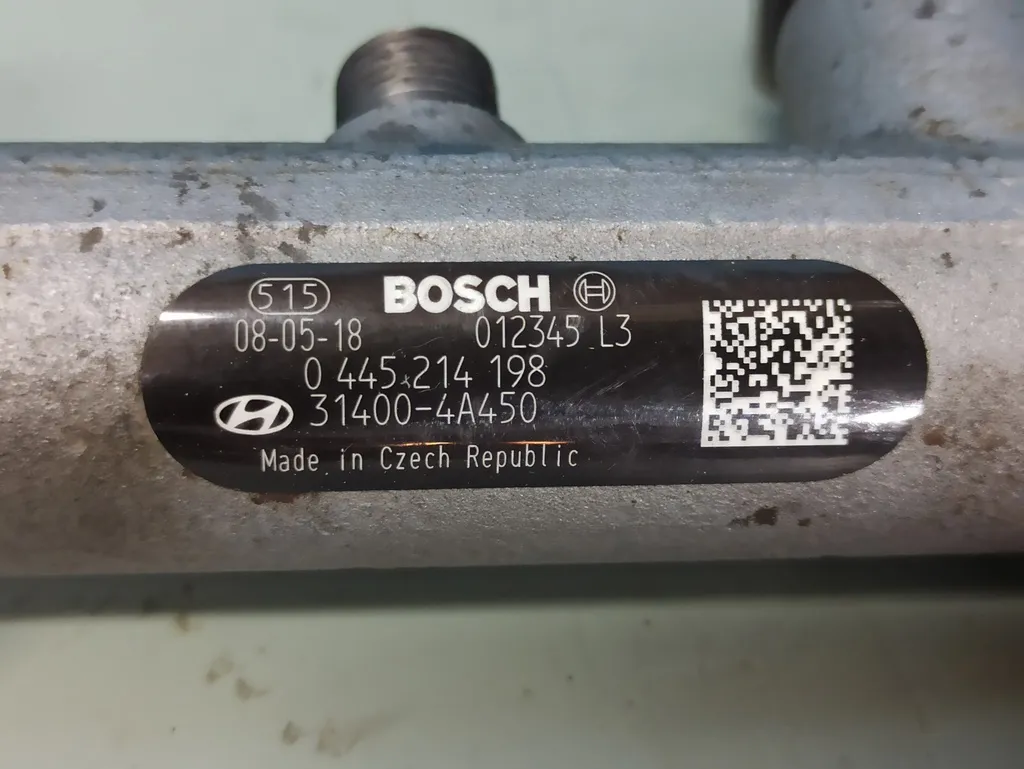 515 BOSCH
08-05-18 012345 L3
0 445 214 198
31400-4A450
Made in Czech Republic